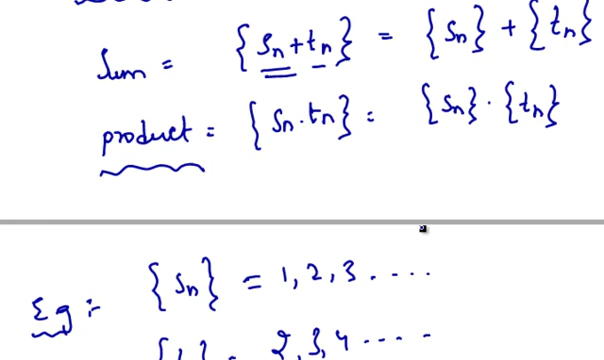 Sum = {Sn+tn} = {Sn} + {tn}
product = {Sn·tn} = {Sn} · {tn}
Eg :- {Sn} = 1, 2, 3 . . . .
2, 3, 4 . . . .